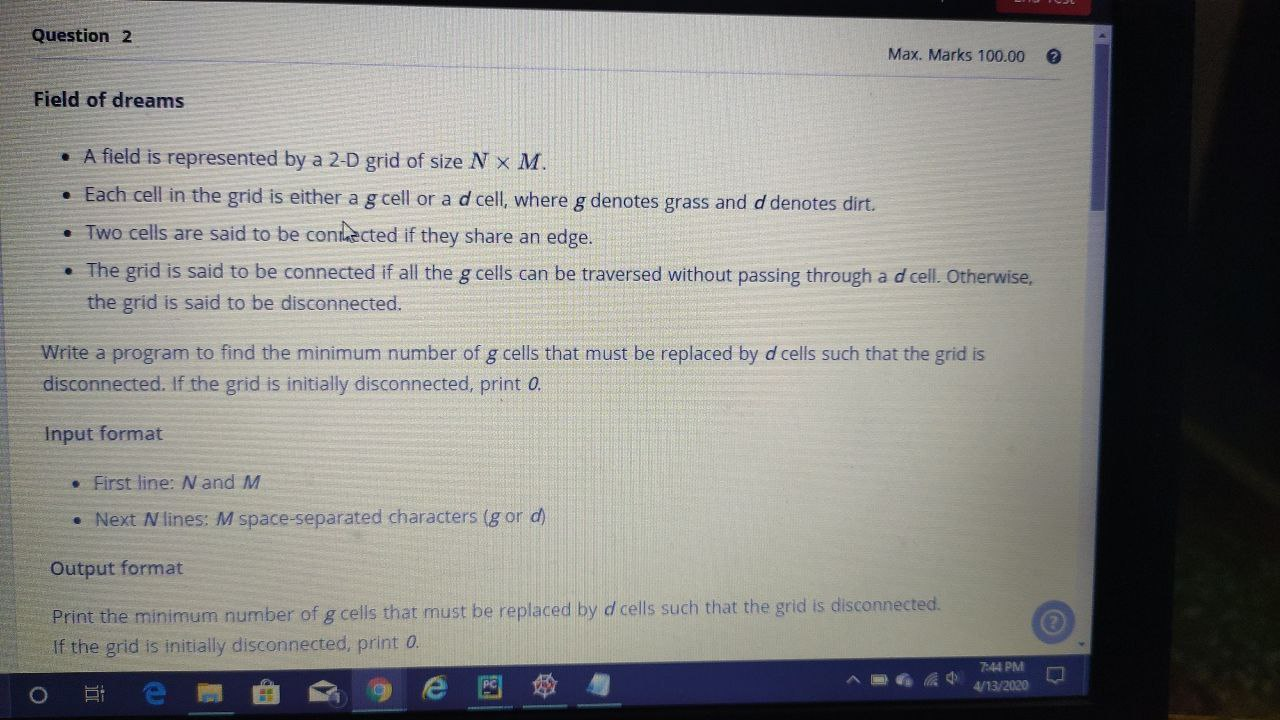 Question 2
Max. Marks 100.00
Field of dreams
• A field is represented by a 2-D grid of size N × M.
• Each cell in the grid is either a g cell or a d cell, where g denotes grass and d denotes dirt.
• Two cells are said to be connected if they share an edge.
• The grid is said to be connected if all the g cells can be traversed without passing through a d cell. Otherwise,
the grid is said to be disconnected.
Write a program to find the minimum number of g cells that must be replaced by d cells such that the grid is
disconnected. If the grid is initially disconnected, print 0.
Input format
• First line: N and M
• Next N lines: M space-separated characters (g or d)
Output format
Print the minimum number of g cells that must be replaced by d cells such that the grid is disconnected.
If the grid is initially disconnected, print 0.
PC
1
7:44 PM
4/13/2020